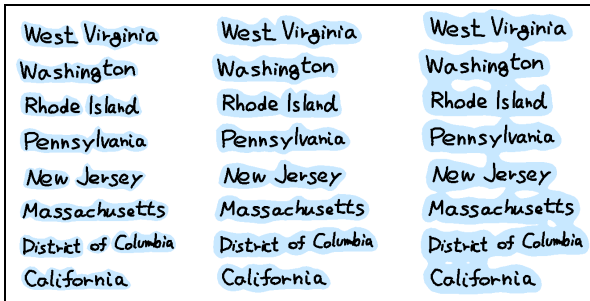 West Virginia West Virginia West Virginia
Washington Washington Washington
Rhode Island Rhode Island Rhode Island
Pennsylvania Pennsylvania Pennsylvania
New Jersey New Jersey New Jersey
Massachusetts Massachusetts Massachusetts
District of Columbia District of Columbia District of Columbia
California California California